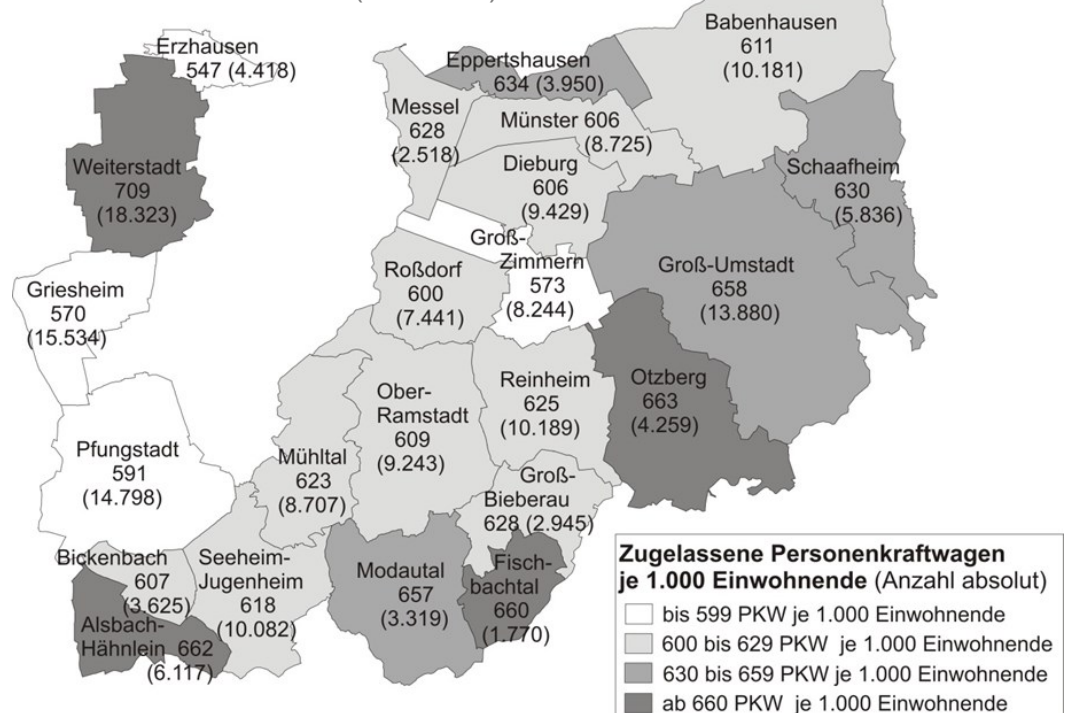 Babenhausen
611
(10.181)
Erzhausen
547 (4.418)
Eppertshausen
634 (3.950)
Messel
628
(2.518)
Münster 606
(8.725)
Weiterstadt
709
(18.323)
Dieburg
606
(9.429)
Schaafheim
630
(5.836)
Groß-
Zimmern
573
(8.244)
Roßdorf
600
(7.441)
Groß-Umstadt
658
(13.880)
Griesheim
570
(15.534)
Ober-
Ramstadt
609
(9.243)
Reinheim
625
(10.189)
Otzberg
663
(4.259)
Pfungstadt
591
(14.798)
Mühltal
623
(8.707)
Groß-
Bieberau
628 (2.945)
Bickenbach
607
(3.625)
Seeheim-
Jugenheim
618
(10.082)
Modautal
657
(3.319)
Fisch-
bachtal
660
(1.770)
Alsbach-
Hähnlein 662
(6.117)
Zugelassene Personenkraftwagen
je 1.000 Einwohnende (Anzahl absolut)
bis 599 PKW je 1.000 Einwohnende
600 bis 629 PKW je 1.000 Einwohnende
630 bis 659 PKW je 1.000 Einwohnende
ab 660 PKW je 1.000 Einwohnende